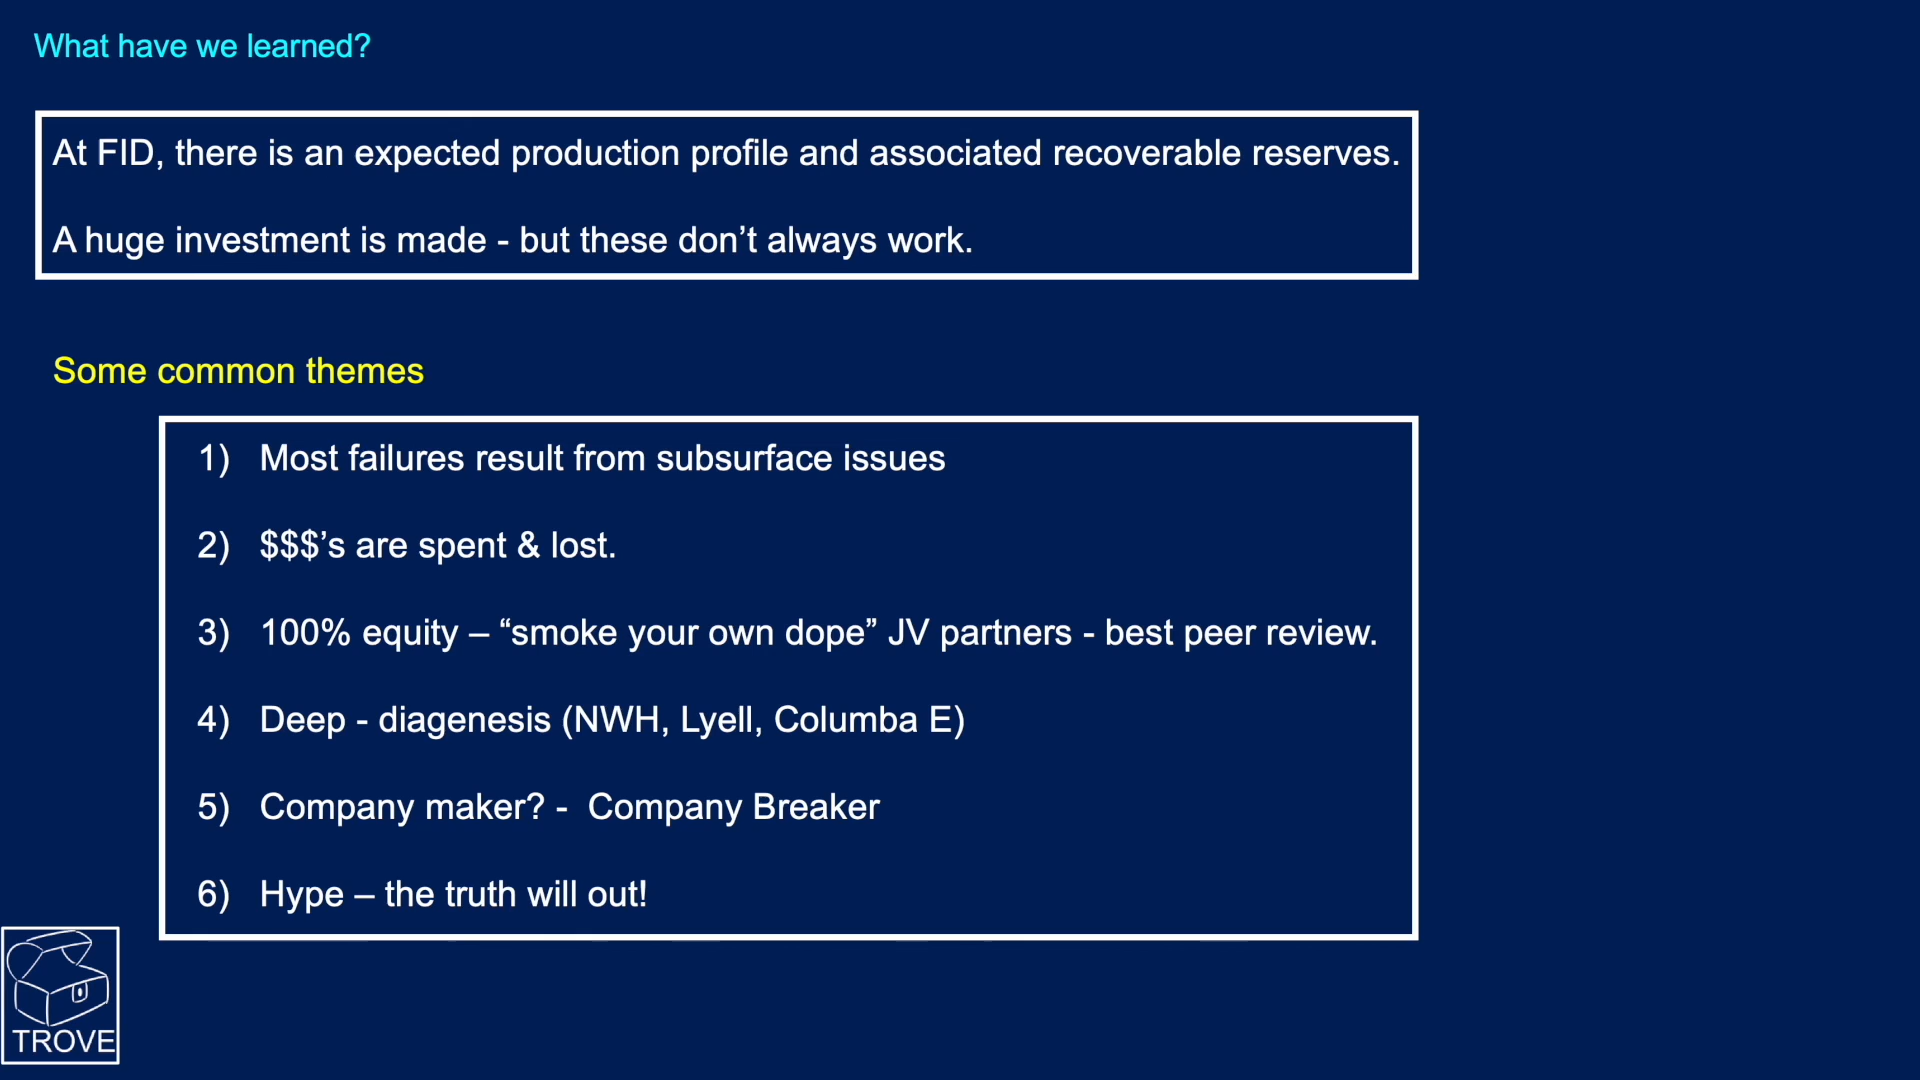 What have we learned?
At FID, there is an expected production profile and associated recoverable reserves.
A huge investment is made - but these don’t always work.
Some common themes
1) Most failures result from subsurface issues
2) $$$’s are spent & lost.
3) 100% equity – “smoke your own dope” JV partners - best peer review.
4) Deep - diagenesis (NWH, Lyell, Columba E)
5) Company maker? - Company Breaker
6) Hype – the truth will out!
TROVE